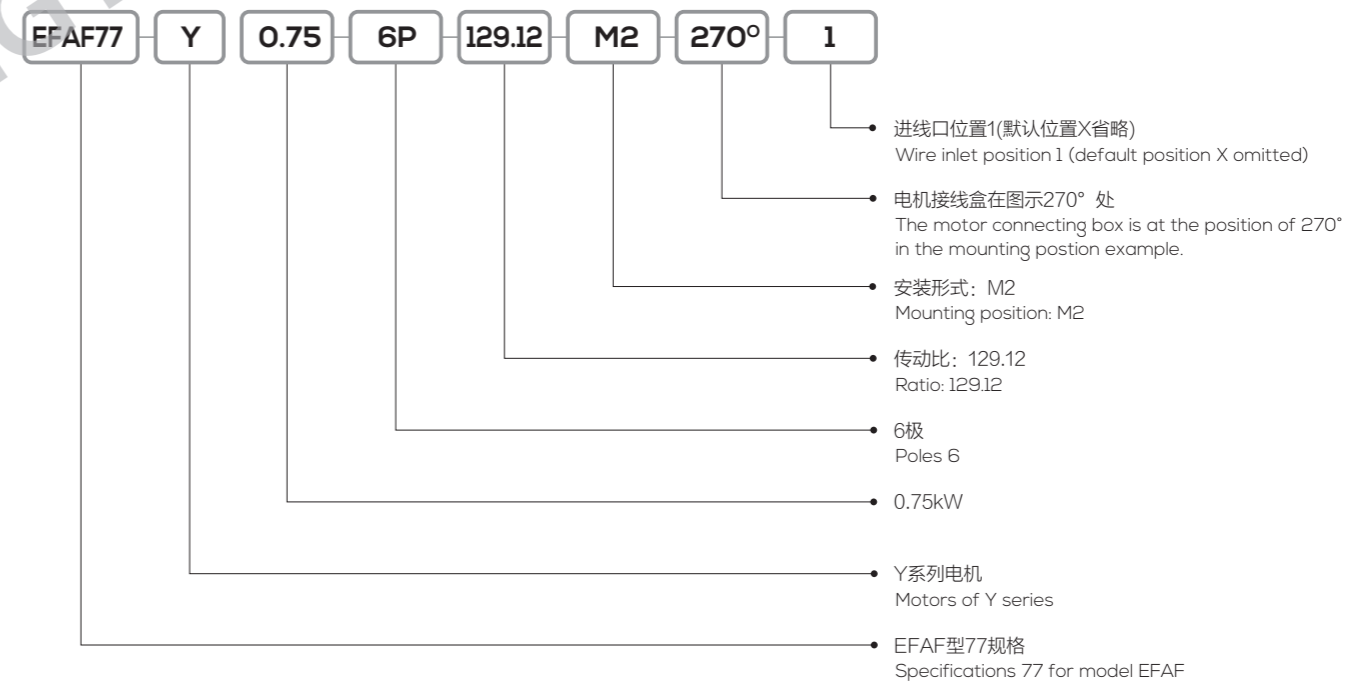 EFAF77 Y 0.75 6P 129.12 M2 270° 1
进线口位置1(默认位置X省略)
Wire inlet position 1 (default position X omitted)
电机接线盒在图示270° 处
The motor connecting box is at the position of 270°
in the mounting postion example.
安装形式：M2
Mounting position: M2
传动比：129.12
Ratio: 129.12
6极
Poles 6
0.75kW
Y系列电机
Motors of Y series
EFAF型77规格
Specifications 77 for model EFAF